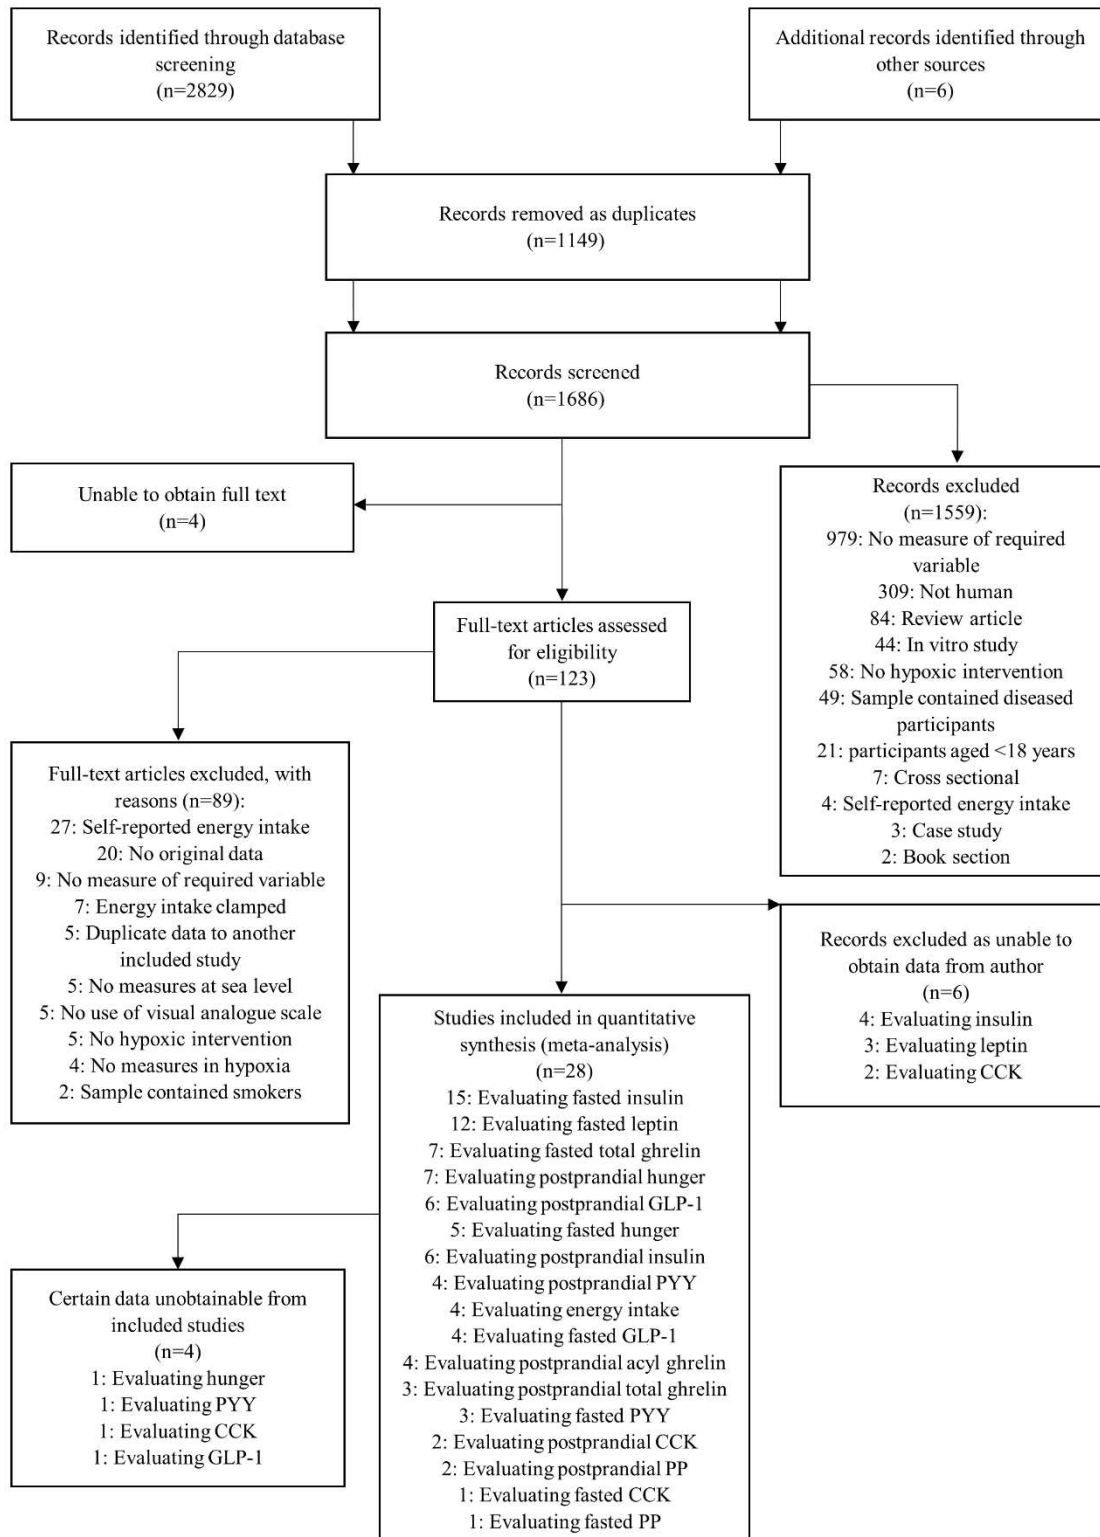 Records identified through database
screening
(n=2829)
Additional records identified through
other sources
(n=6)
Records removed as duplicates
(n=1149)
Records screened
(n=1686)
Unable to obtain full text
(n=4)
Records excluded
(n=1559):
979: No measure of required
variable
309: Not human
84: Review article
44: In vitro study
58: No hypoxic intervention
49: Sample contained diseased
participants
21: participants aged <18 years
7: Cross sectional
4: Self-reported energy intake
3: Case study
2: Book section
Full-text articles assessed
for eligibility
(n=123)
Full-text articles excluded, with
reasons (n=89):
27: Self-reported energy intake
20: No original data
9: No measure of required variable
7: Energy intake clamped
5: Duplicate data to another
included study
5: No measures at sea level
5: No use of visual analogue scale
5: No hypoxic intervention
4: No measures in hypoxia
2: Sample contained smokers
Records excluded as unable to
obtain data from author
(n=6)
4: Evaluating insulin
3: Evaluating leptin
2: Evaluating CCK
Studies included in quantitative
synthesis (meta-analysis)
(n=28)
15: Evaluating fasted insulin
12: Evaluating fasted leptin
7: Evaluating fasted total ghrelin
7: Evaluating postprandial hunger
6: Evaluating postprandial GLP-1
5: Evaluating fasted hunger
6: Evaluating postprandial insulin
4: Evaluating postprandial PYY
4: Evaluating energy intake
4: Evaluating fasted GLP-1
4: Evaluating postprandial acyl ghrelin
3: Evaluating postprandial total ghrelin
3: Evaluating fasted PYY
2: Evaluating postprandial CCK
2: Evaluating postprandial PP
1: Evaluating fasted CCK
1: Evaluating fasted PP
Certain data unobtainable from
included studies
(n=4)
1: Evaluating hunger
1: Evaluating PYY
1: Evaluating CCK
1: Evaluating GLP-1